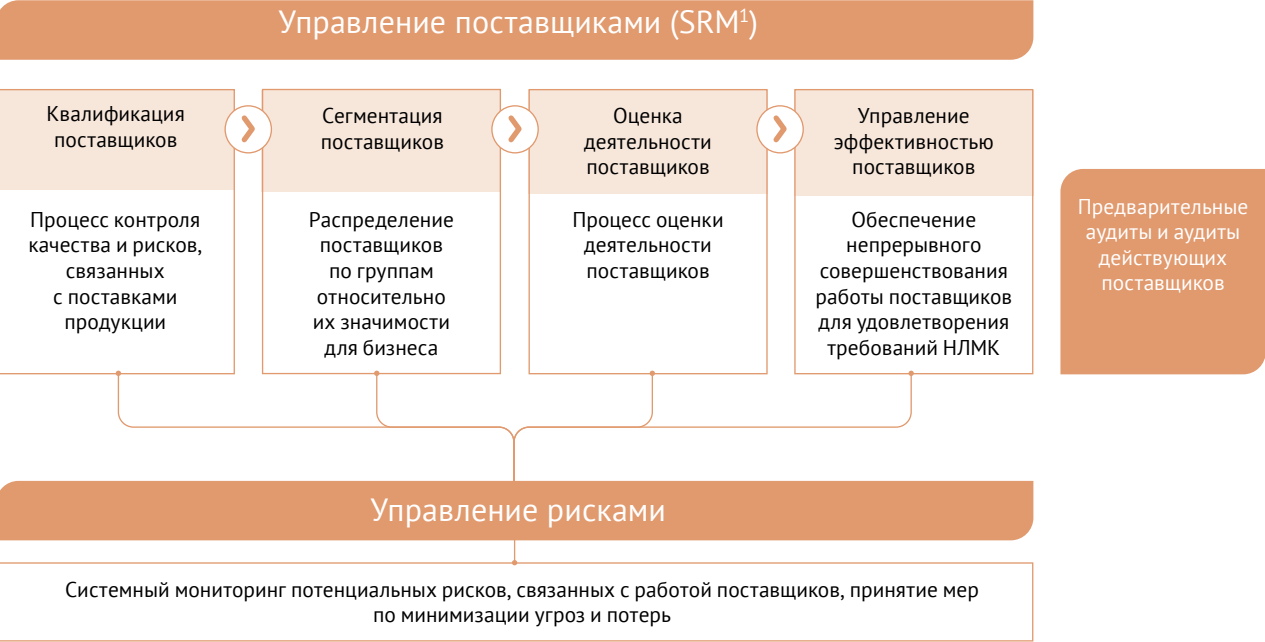 Управление поставщиками (SRM¹)
Квалификация
поставщиков
Процесс контроля
качества и рисков,
связанных
с поставками
продукции
Сегментация
поставщиков
Распределение
поставщиков
по группам
относительно
их значимости
для бизнеса
Оценка
деятельности
поставщиков
Процесс оценки
деятельности
поставщиков
Управление
эффективностью
поставщиков
Обеспечение
непрерывного
совершенствования
работы поставщиков
для удовлетворения
требований НЛМК
Предварительные
аудиты и аудиты
действующих
поставщиков
Управление рисками
Системный мониторинг потенциальных рисков, связанных с работой поставщиков, принятие мер
по минимизации угроз и потерь